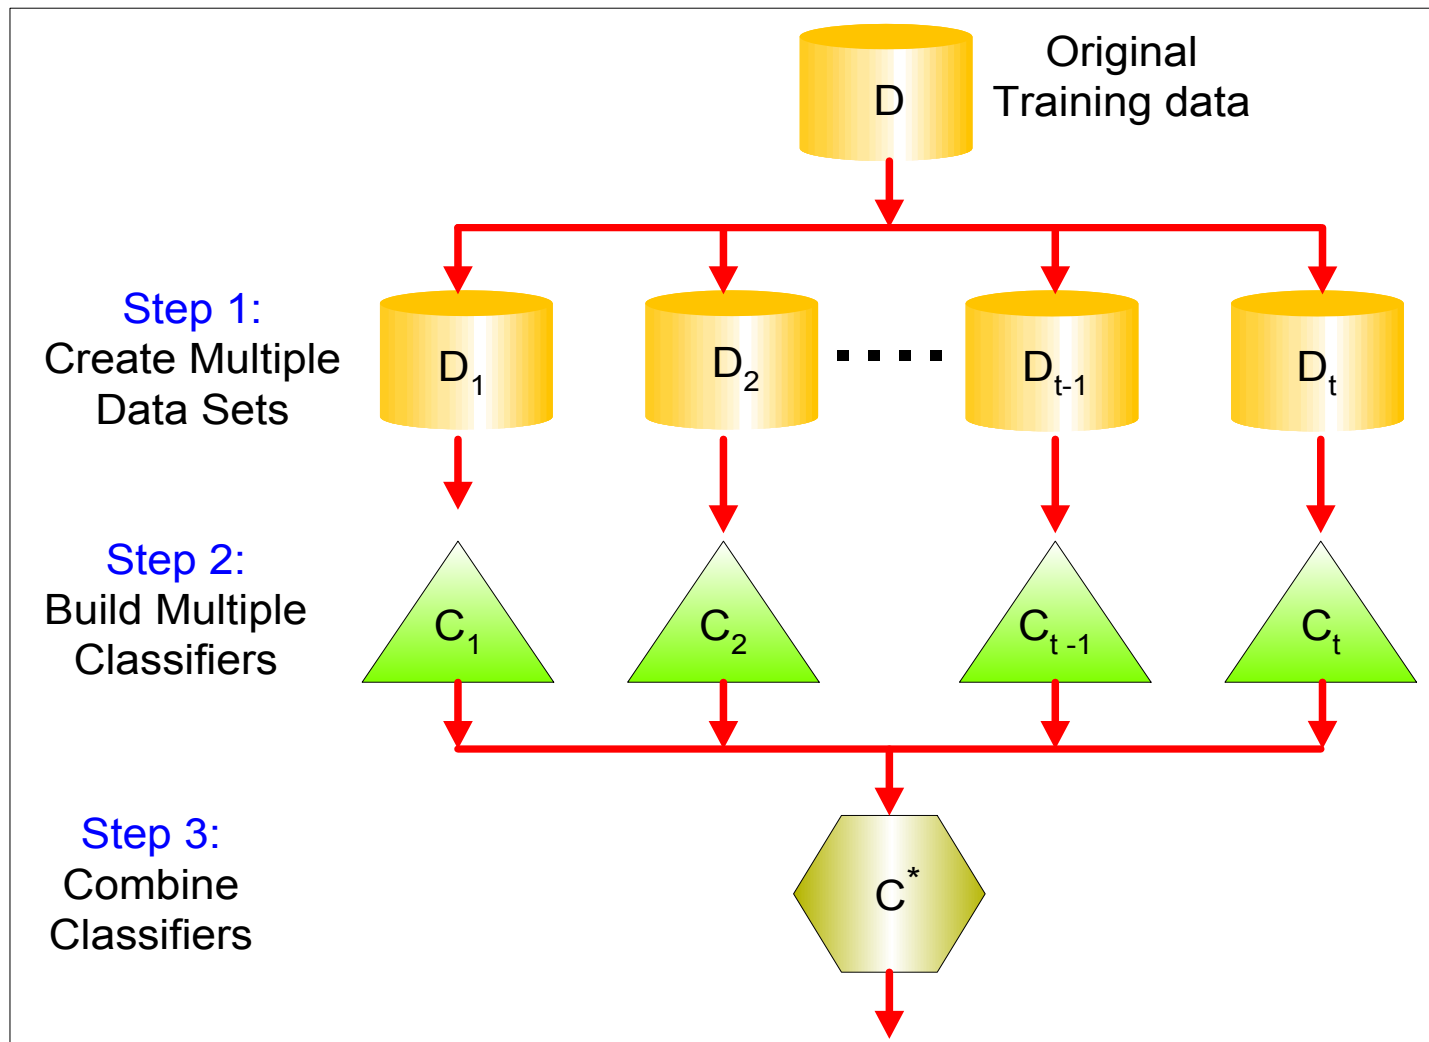 D
Original
Training data
Step 1:
Create Multiple
Data Sets
D1
D2
Dt-1
Dt
Step 2:
Build Multiple
Classifiers
C1
C2
Ct -1
Ct
Step 3:
Combine
Classifiers
C*